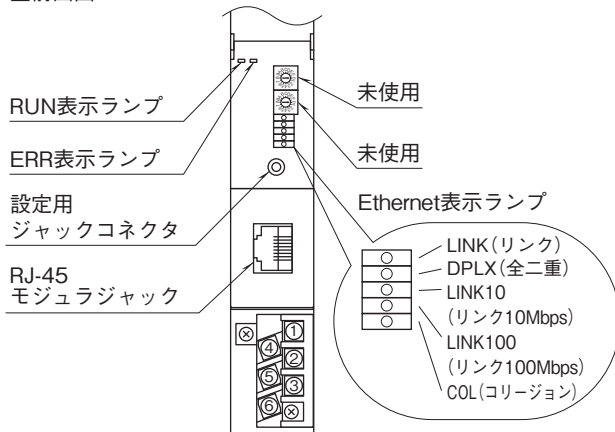 RUN表示ランプ
ERR表示ランプ
設定用
ジャックコネクタ
RJ-45
モジュラジャック
未使用
未使用
Ethernet表示ランプ
LINK(リンク)
DPLX(全二重)
LINK10
(リンク10Mbps)
LINK100
(リンク100Mbps)
COL(コリージョン)
①
④
②
⑤
③
⑥